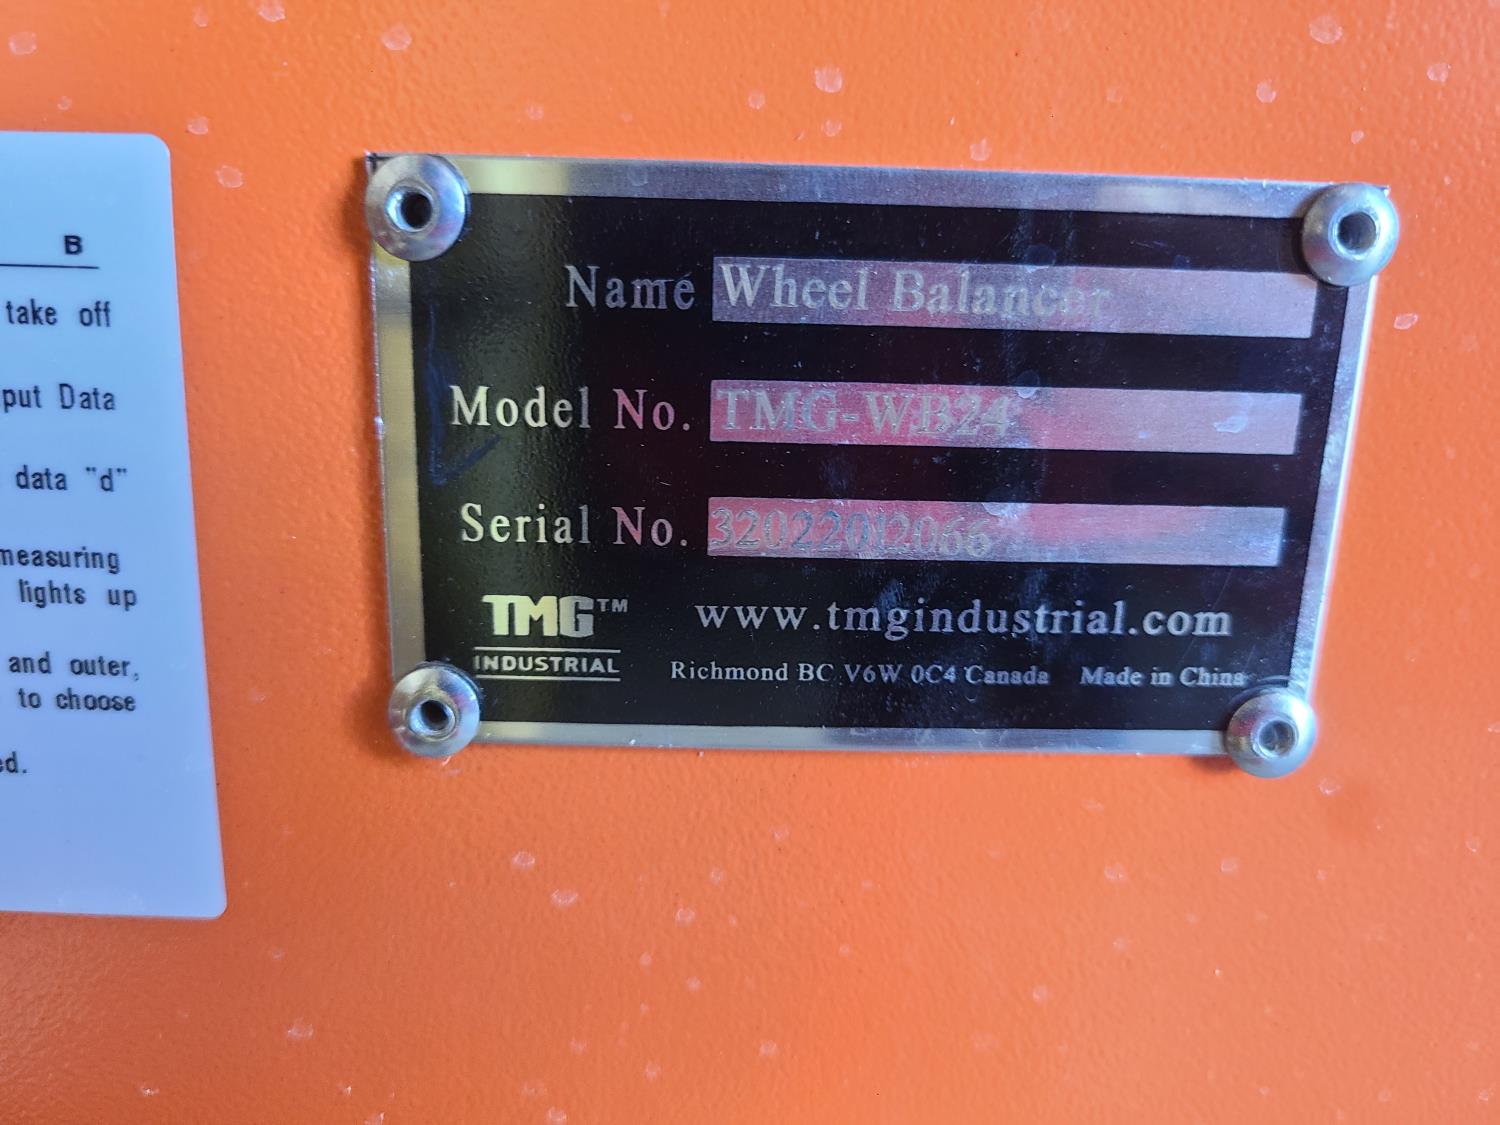 B
take off
put Data
data "d"
measuring
lights up
and outer,
to choose
ed.
Name Wheel Balancer
Model No. TMG-WB24
Serial No. 32022012066
TMG™
INDUSTRIAL
www.tmgindustrial.com
Richmond BC V6W 0C4 Canada Made in China